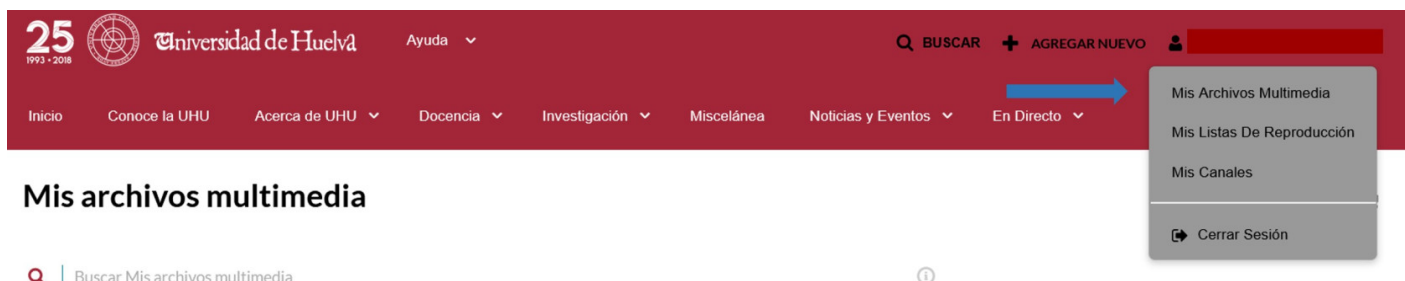 25
1993 - 2018
Universidad de Huelva
Ayuda
BUSCAR
AGREGAR NUEVO
Inicio
Conoce la UHU
Acerca de UHU
Docencia
Investigación
Miscelánea
Noticias y Eventos
En Directo
Mis Archivos Multimedia
Mis Listas De Reproducción
Mis Canales
Cerrar Sesión
Mis archivos multimedia
Buscar Mis archivos multimedia